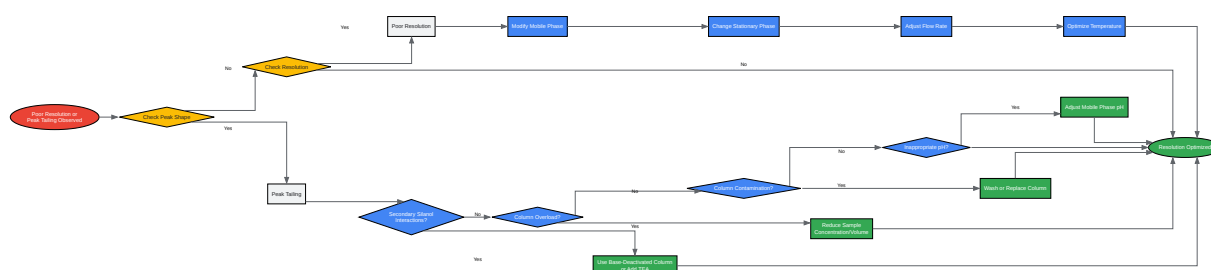 Yes
Poor Resolution
Modify Mobile Phase
Change Stationary Phase
Adjust Flow Rate
Optimize Temperature
No
Check Resolution
No
Poor Resolution or
Peak Tailing Observed
Check Peak Shape
Yes
Yes
Adjust Mobile Phase pH
Inappropriate pH?
No
Resolution Optimized
Peak Tailing
No
Column Contamination?
Yes
Wash or Replace Column
Secondary Silanol
Interactions?
No
Column Overload?
Yes
Reduce Sample
Concentration/Volume
Yes
Use Base-Deactivated Column
or Add TEA